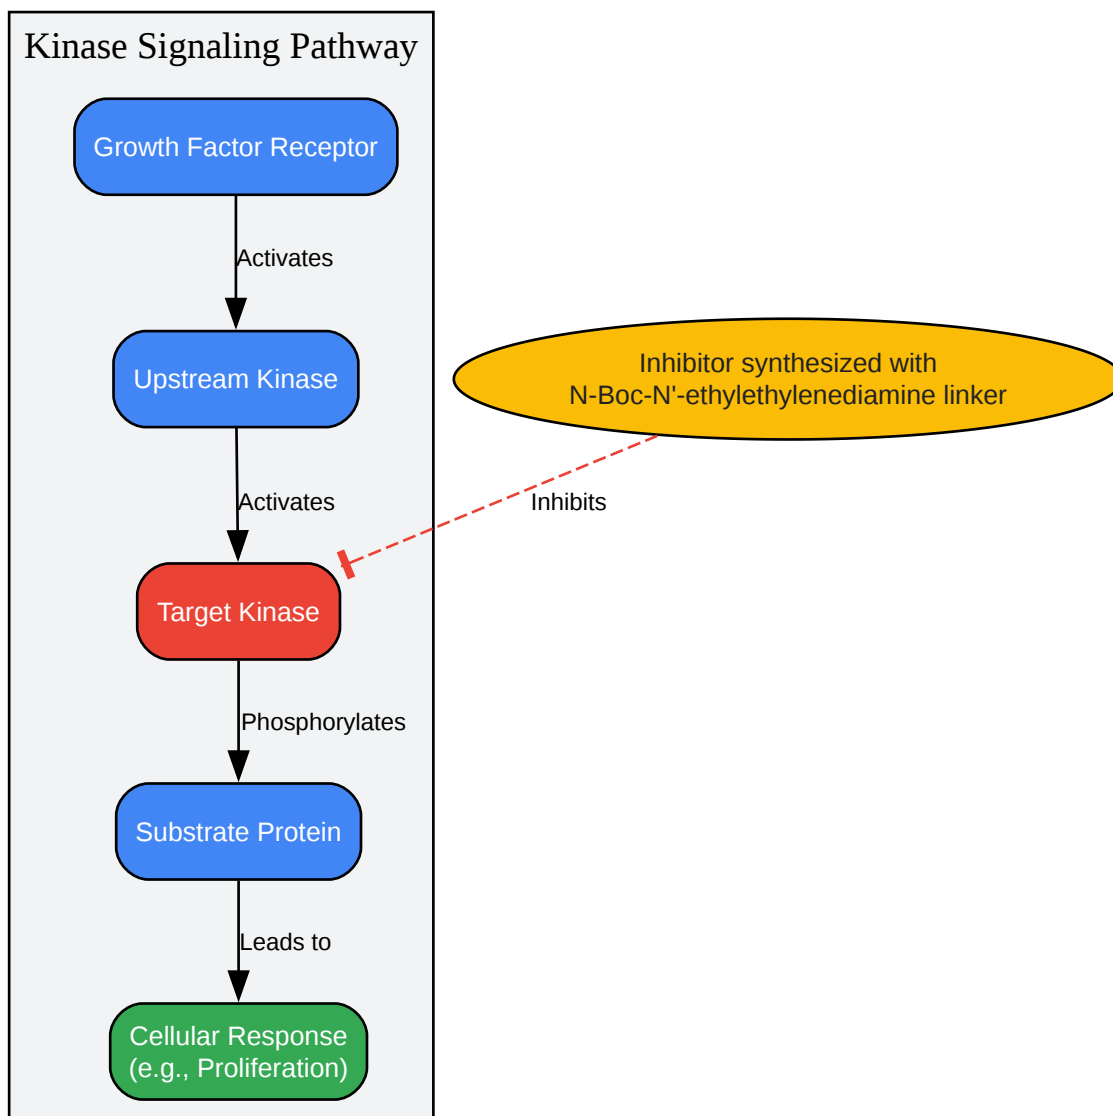 Kinase Signaling Pathway
Growth Factor Receptor
Activates
Upstream Kinase
Inhibitor synthesized with
N-Boc-N'-ethylethylenediamine linker
Activates
Inhibits
Target Kinase
Phosphorylates
Substrate Protein
Leads to
Cellular Response
(e.g., Proliferation)